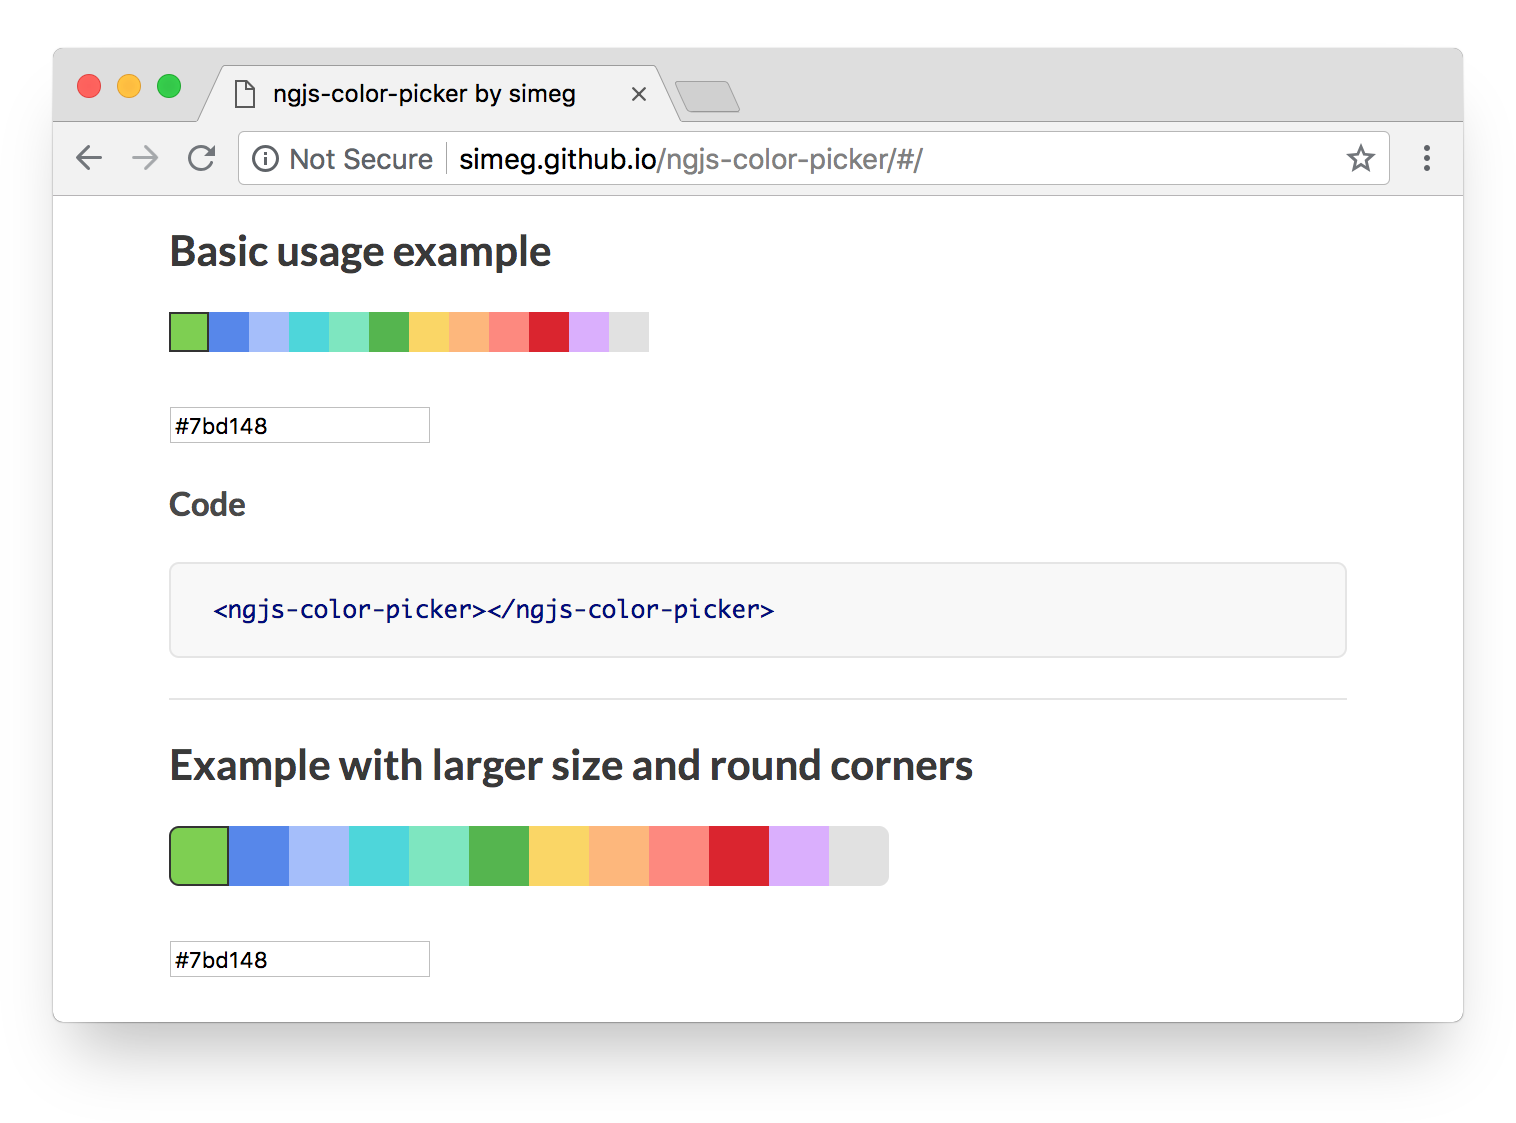 ngjs-color-picker by simeg
Not Secure simeg.github.io/ngjs-color-picker/#/
Basic usage example
#7bd148
Code
<ngjs-color-picker></ngjs-color-picker>
Example with larger size and round corners
#7bd148